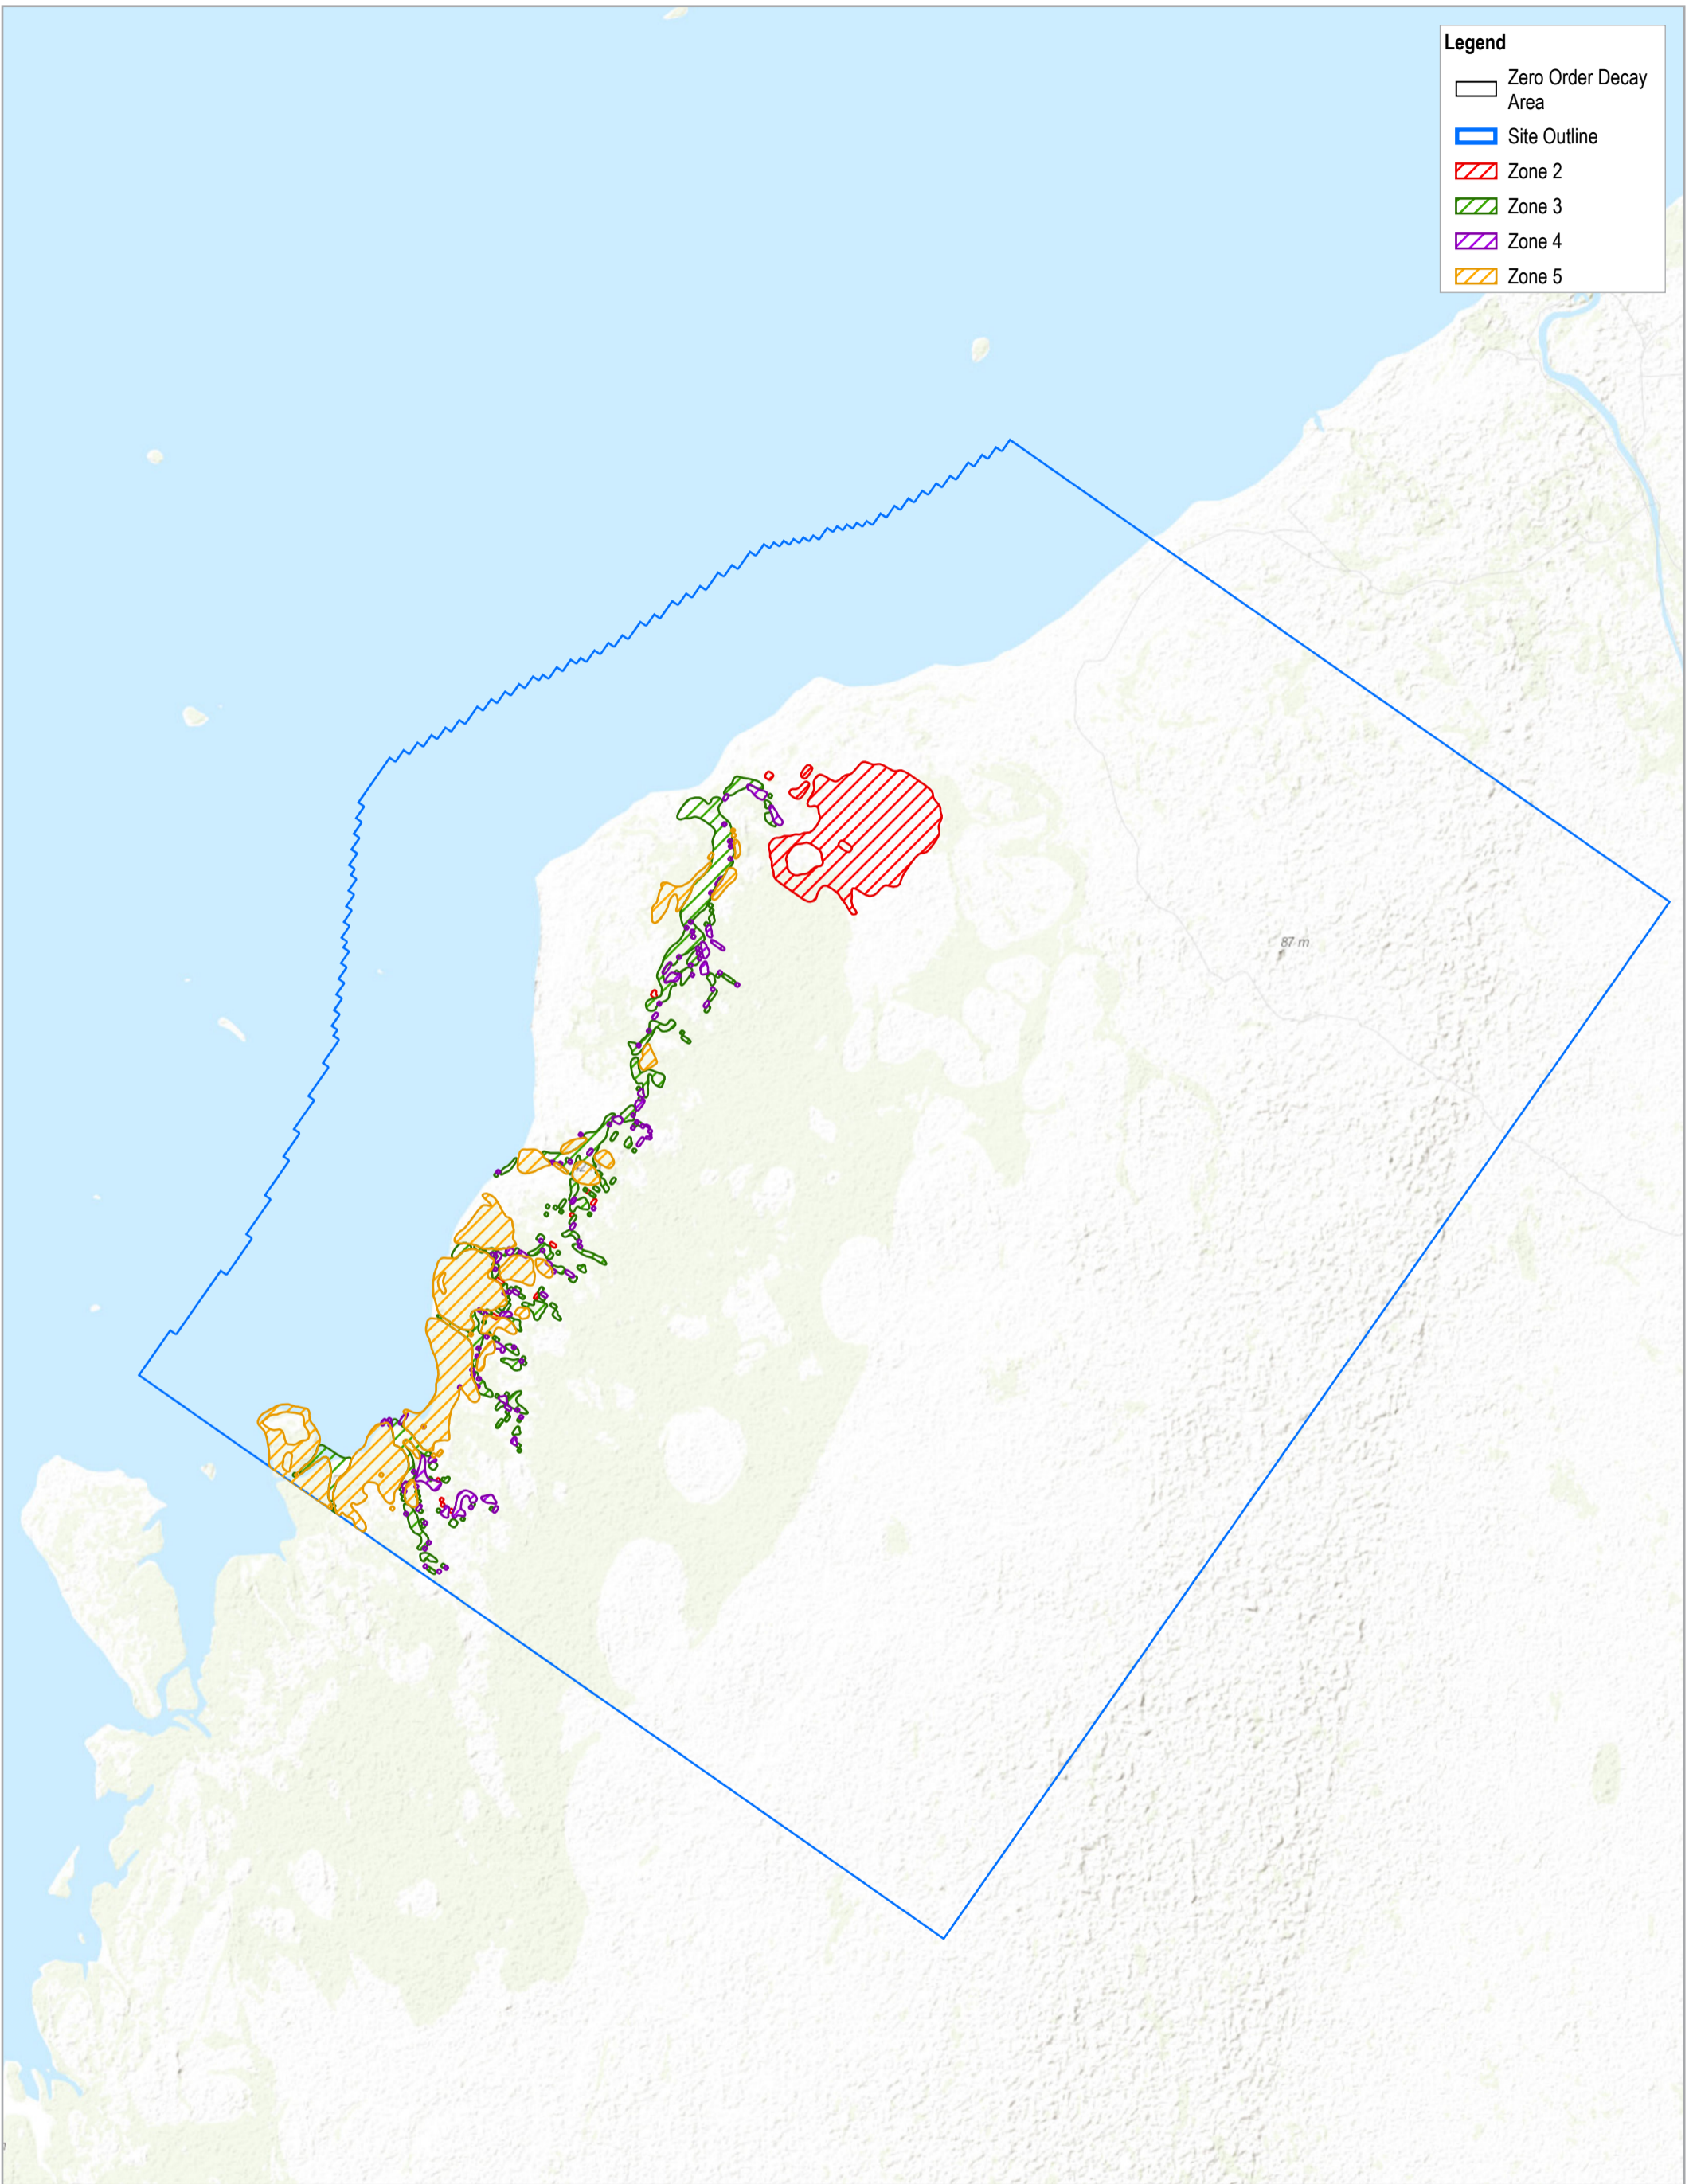 Legend
Zero Order Decay
Area
Site Outline
Zone 2
Zone 3
Zone 4
Zone 5
87 m